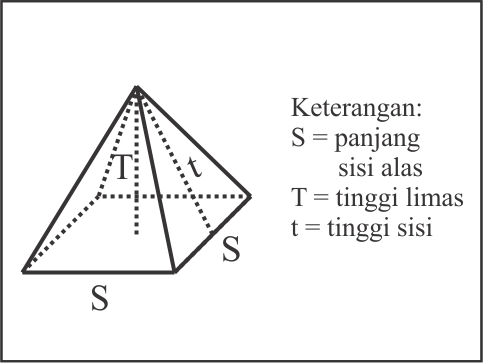 T
t
S
S
Keterangan:
S = panjang
sisi alas
T = tinggi limas
t = tinggi sisi